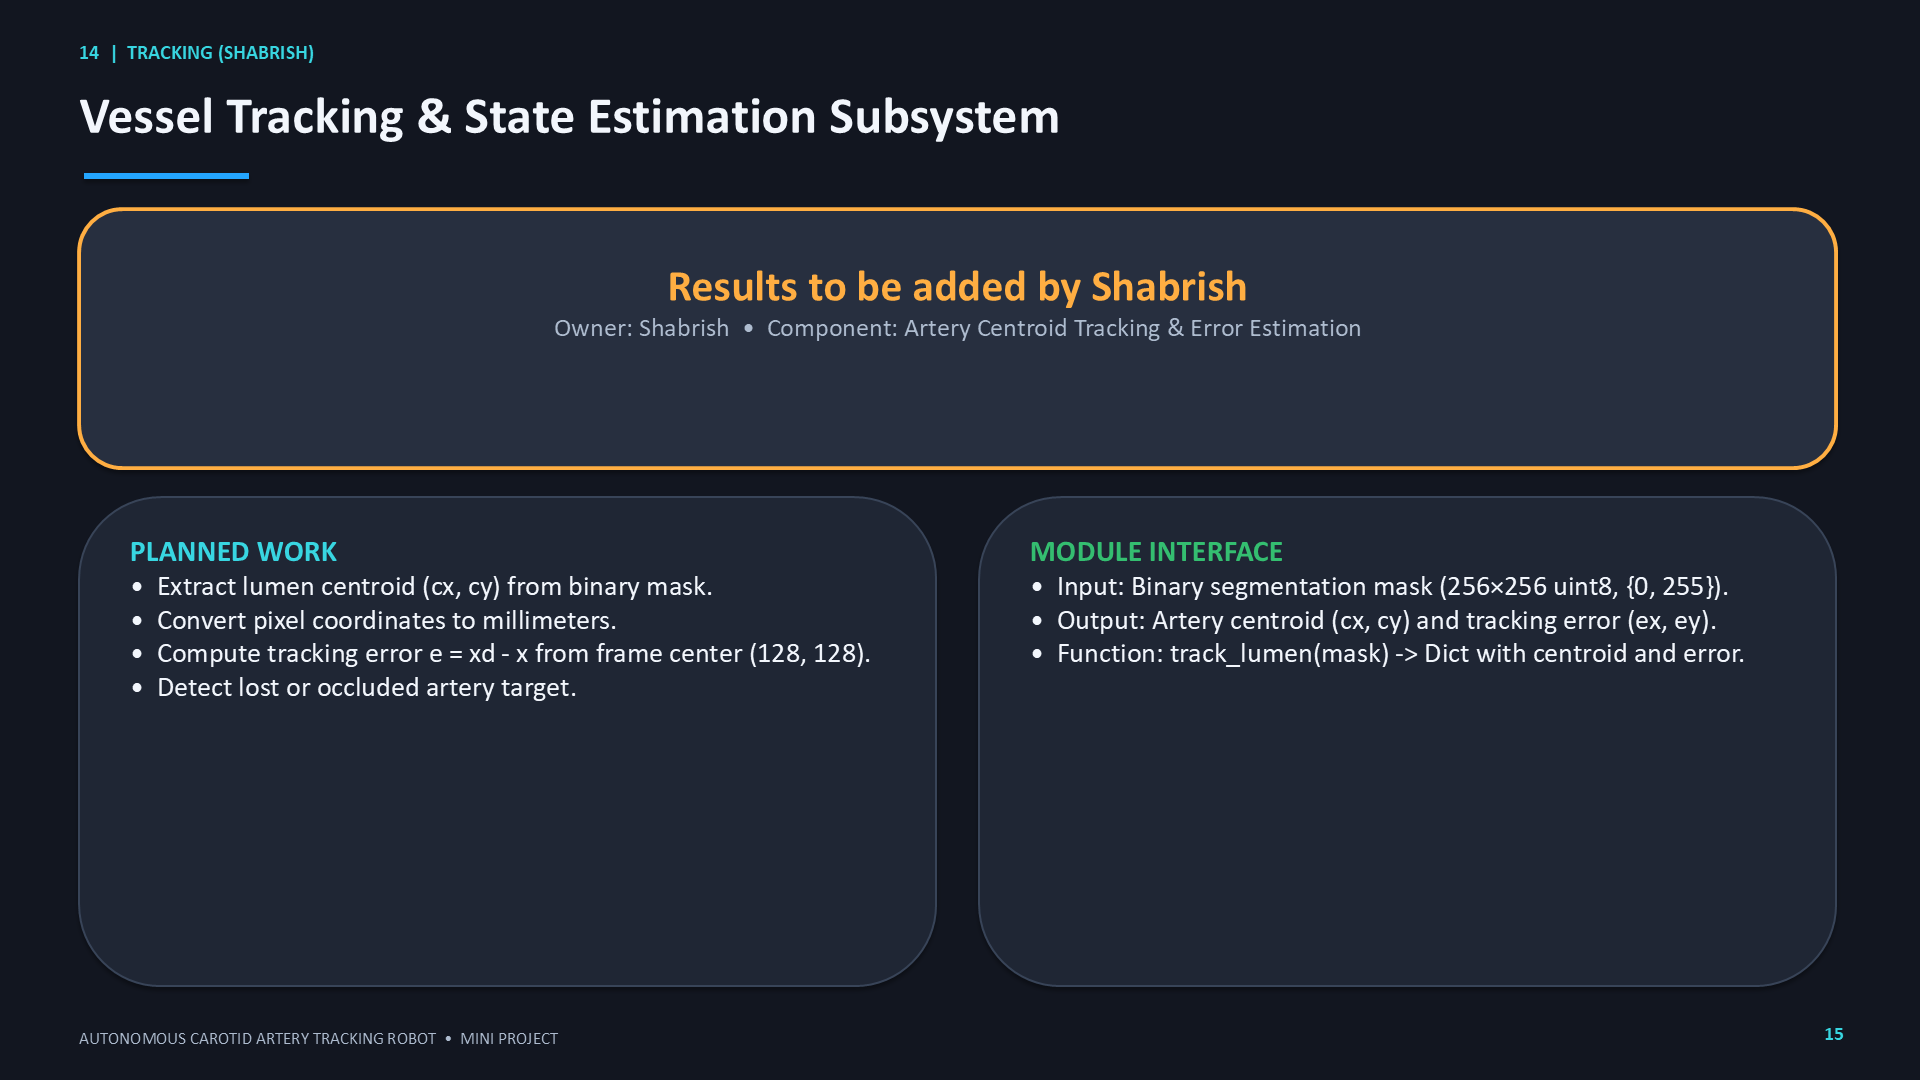 14 | TRACKING (SHABRISH)
Vessel Tracking & State Estimation Subsystem
Results to be added by Shabrish
Owner: Shabrish • Component: Artery Centroid Tracking & Error Estimation
PLANNED WORK
• Extract lumen centroid (cx, cy) from binary mask.
• Convert pixel coordinates to millimeters.
• Compute tracking error e = xd - x from frame center (128, 128).
• Detect lost or occluded artery target.
MODULE INTERFACE
• Input: Binary segmentation mask (256×256 uint8, {0, 255}).
• Output: Artery centroid (cx, cy) and tracking error (ex, ey).
• Function: track_lumen(mask) -> Dict with centroid and error.
AUTONOMOUS CAROTID ARTERY TRACKING ROBOT • MINI PROJECT
15